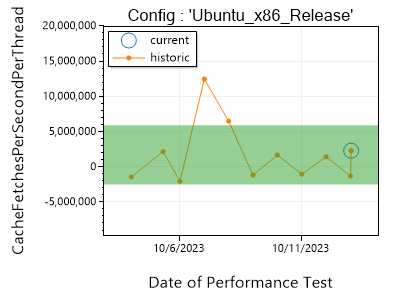 Config : 'Ubuntu_x86_Release'
current
historic
CacheFetchesPerSecondPerThread
20,000,000
15,000,000
10,000,000
5,000,000
0
-5,000,000
10/6/2023 10/11/2023
Date of Performance Test